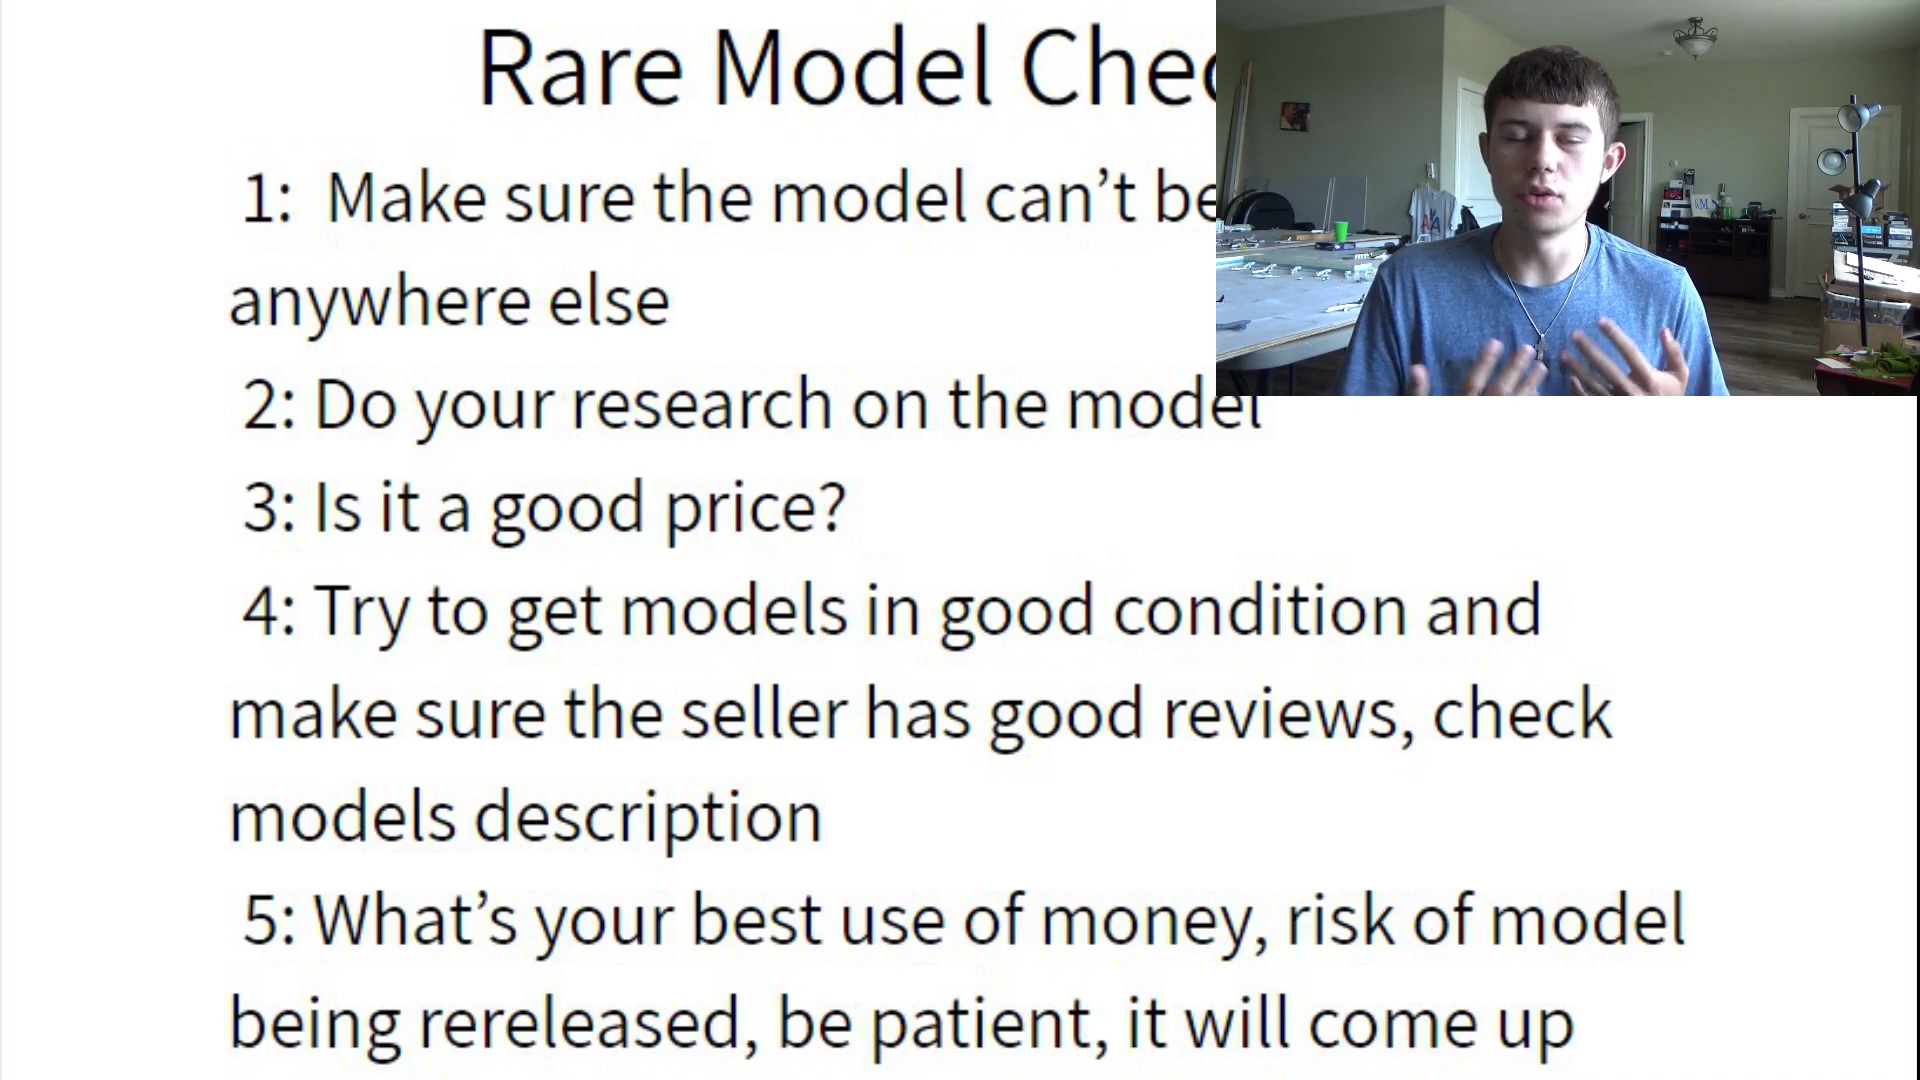 Rare Model
1: Make sure the model can’t be
anywhere else
2: Do your research on the model
3: Is it a good price?
4: Try to get models in good condition and
make sure the seller has good reviews, check
models description
5: What’s your best use of money, risk of model
being rereleased, be patient, it will come up